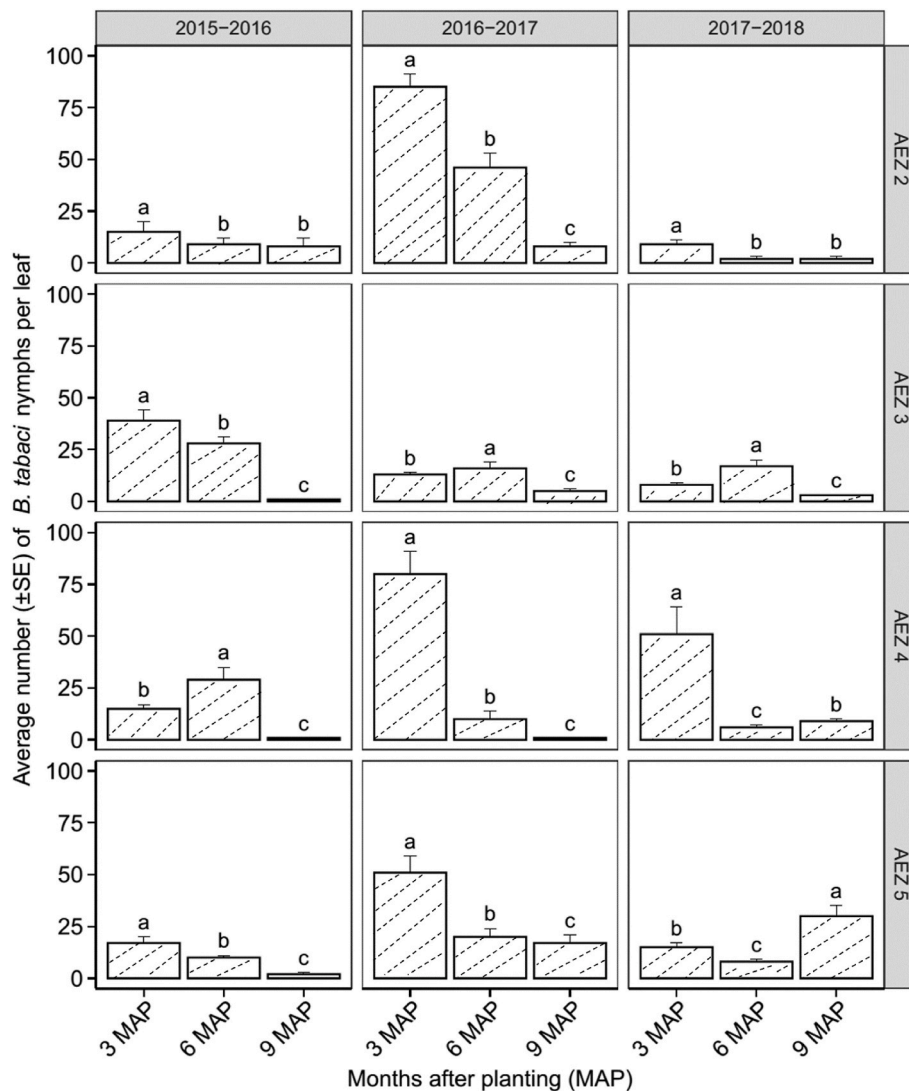 2015−2016 2016−2017 2017−2018
Average number (±SE) of B. tabaci nymphs per leaf
100
75
50
25
0
a b b
a b c
a b b
AEZ 2
100
75
50
25
0
a b c
b a c
b a c
AEZ 3
100
75
50
25
0
b a c
a b c
a c b
AEZ 4
100
75
50
25
0
a b c
a b c
b c a
AEZ 5
3 MAP 6 MAP 9 MAP 3 MAP 6 MAP 9 MAP 3 MAP 6 MAP 9 MAP
Months after planting (MAP)